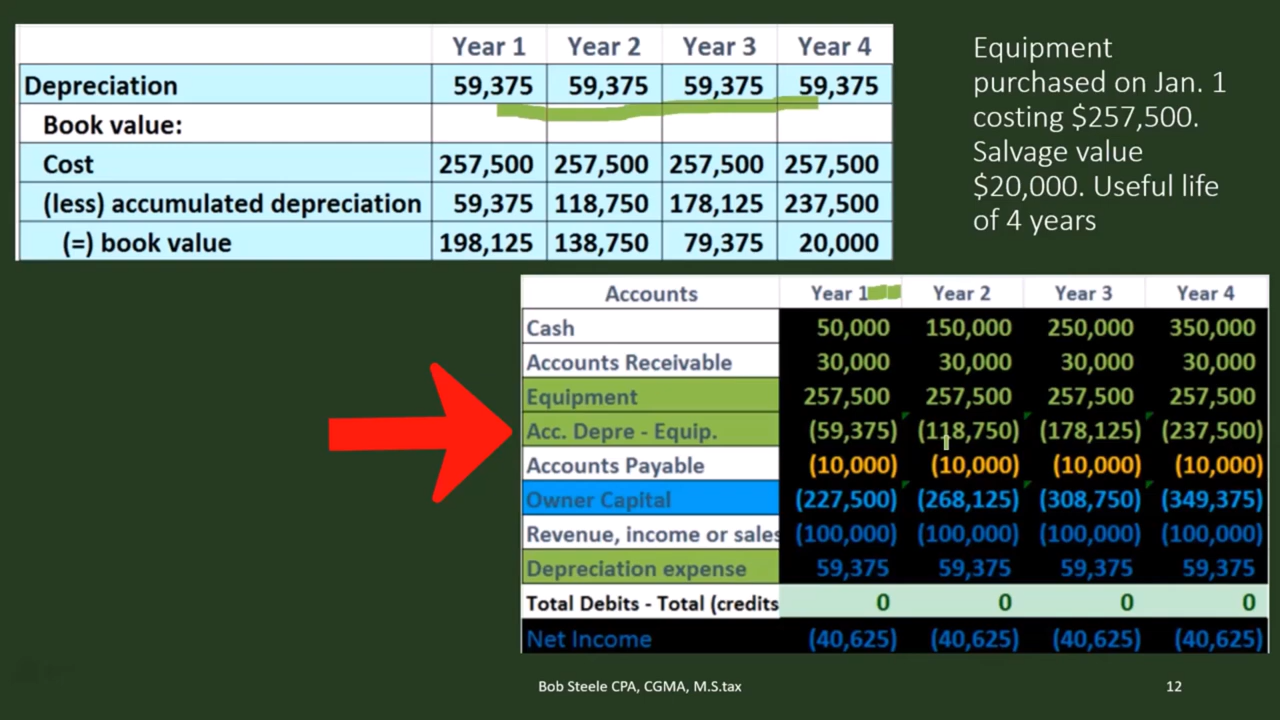 Year 1 Year 2 Year 3 Year 4
Depreciation 59,375 59,375 59,375 59,375
Book value:
Cost 257,500 257,500 257,500 257,500
(less) accumulated depreciation 59,375 118,750 178,125 237,500
(=) book value 198,125 138,750 79,375 20,000
Equipment
purchased on Jan. 1
costing $257,500.
Salvage value
$20,000. Useful life
of 4 years
Accounts Year 1 Year 2 Year 3 Year 4
Cash 50,000 150,000 250,000 350,000
Accounts Receivable 30,000 30,000 30,000 30,000
Equipment 257,500 257,500 257,500 257,500
Acc. Depre - Equip. (59,375) (118,750) (178,125) (237,500)
Accounts Payable (10,000) (10,000) (10,000) (10,000)
Owner Capital (227,500) (268,125) (308,750) (349,375)
Revenue, income or sales (100,000) (100,000) (100,000) (100,000)
Depreciation expense 59,375 59,375 59,375 59,375
Total Debits - Total (credits 0 0 0 0
Net Income (40,625) (40,625) (40,625) (40,625)
Bob Steele CPA, CGMA, M.S.tax 12